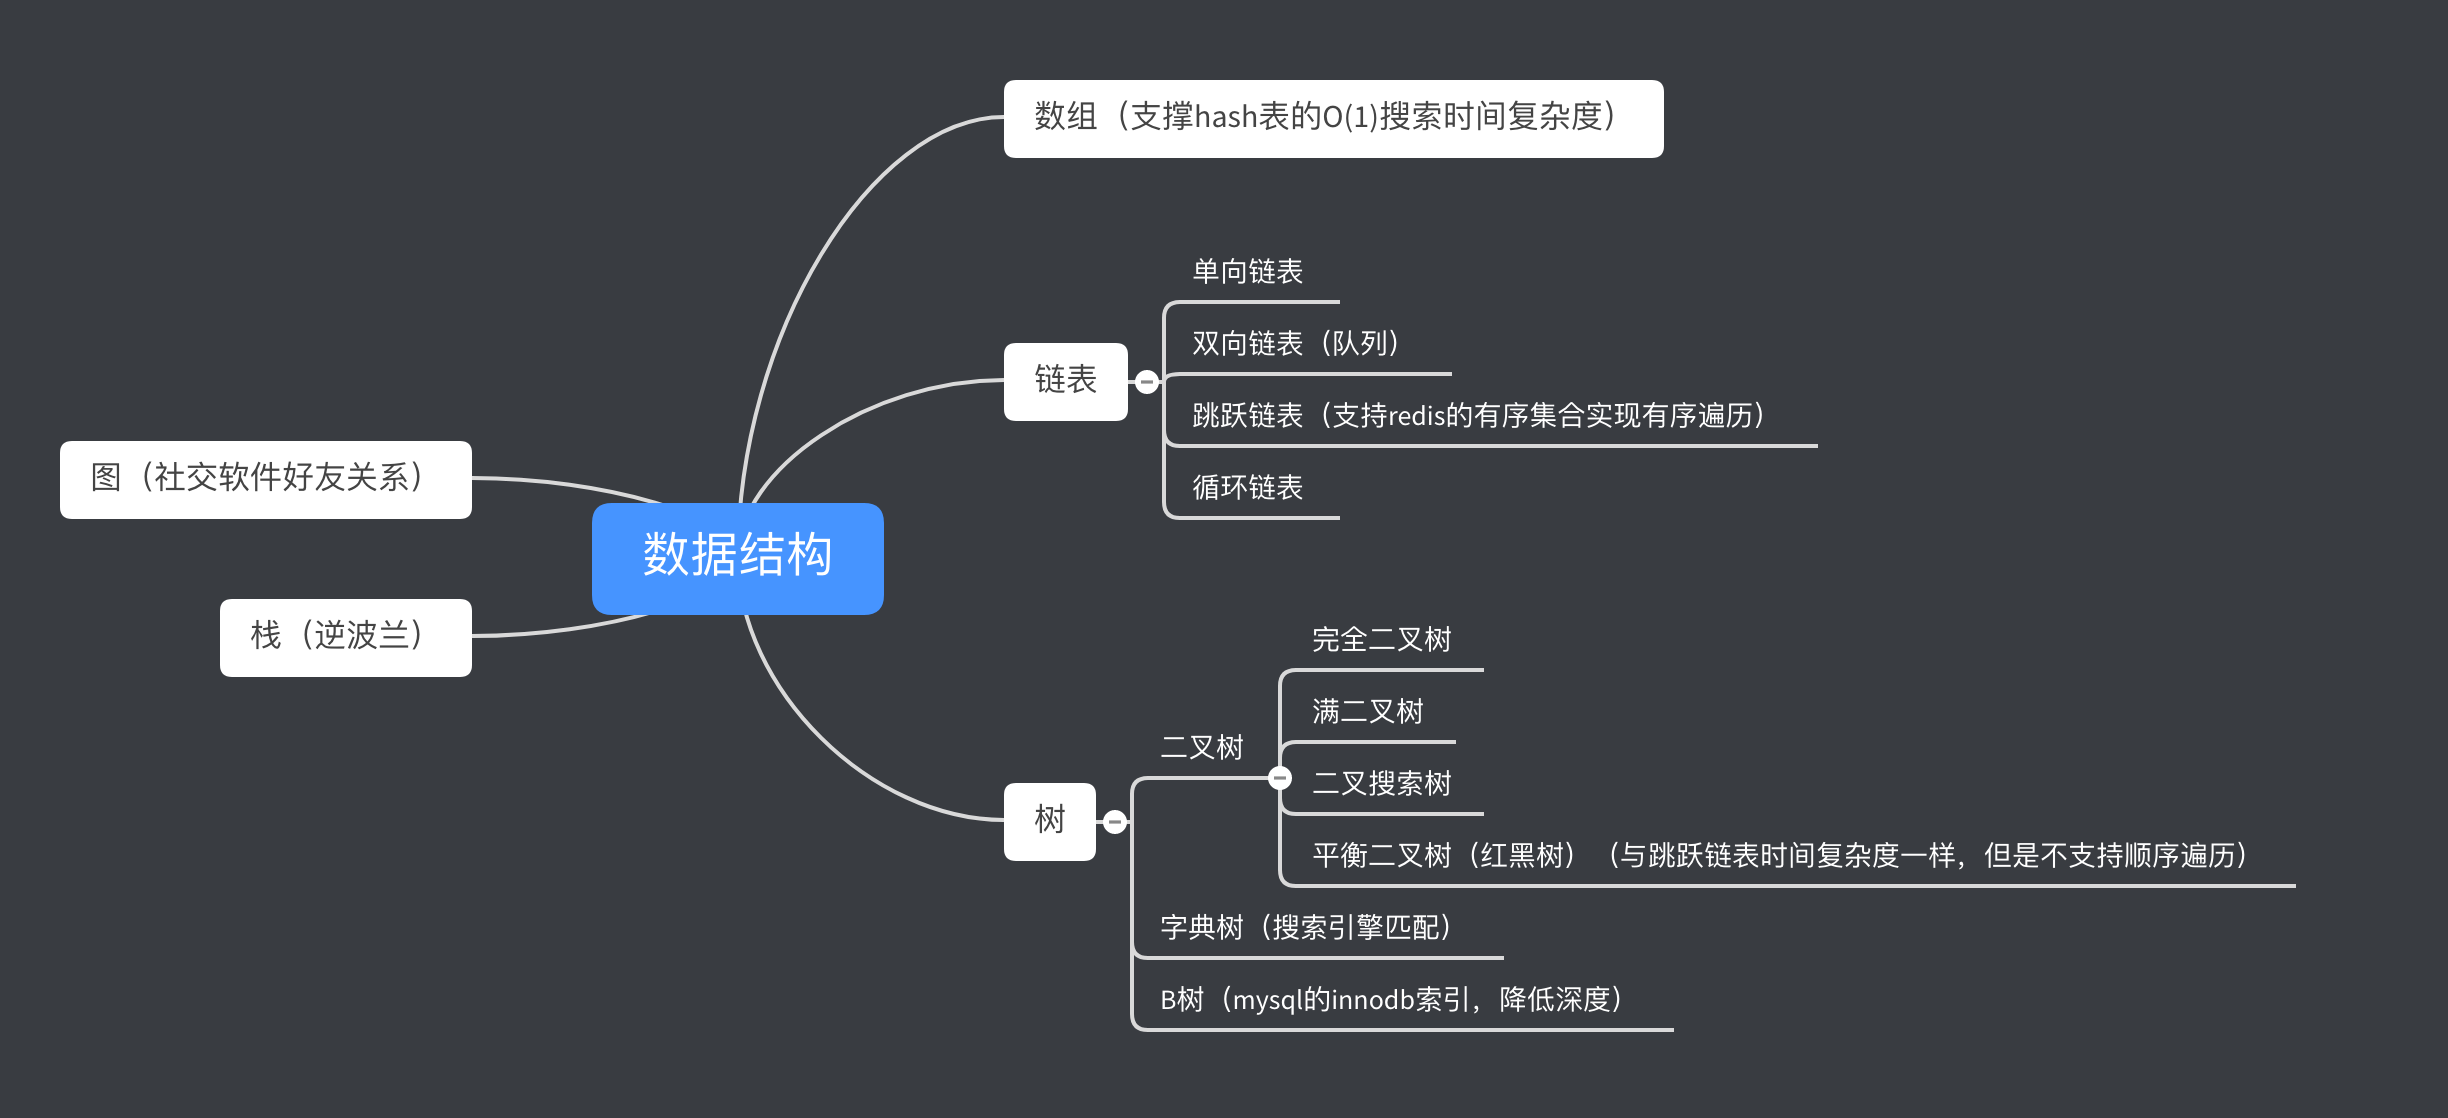 数组（支撑hash表的O(1)搜索时间复杂度）
单向链表
双向链表（队列）
链表
跳跃链表（支持redis的有序集合实现有序遍历）
循环链表
图（社交软件好友关系）
数据结构
栈（逆波兰）
完全二叉树
满二叉树
二叉树
二叉搜索树
树
平衡二叉树（红黑树）（与跳跃链表时间复杂度一样，但是不支持顺序遍历）
字典树（搜索引擎匹配）
B树（mysql的innodb索引，降低深度）